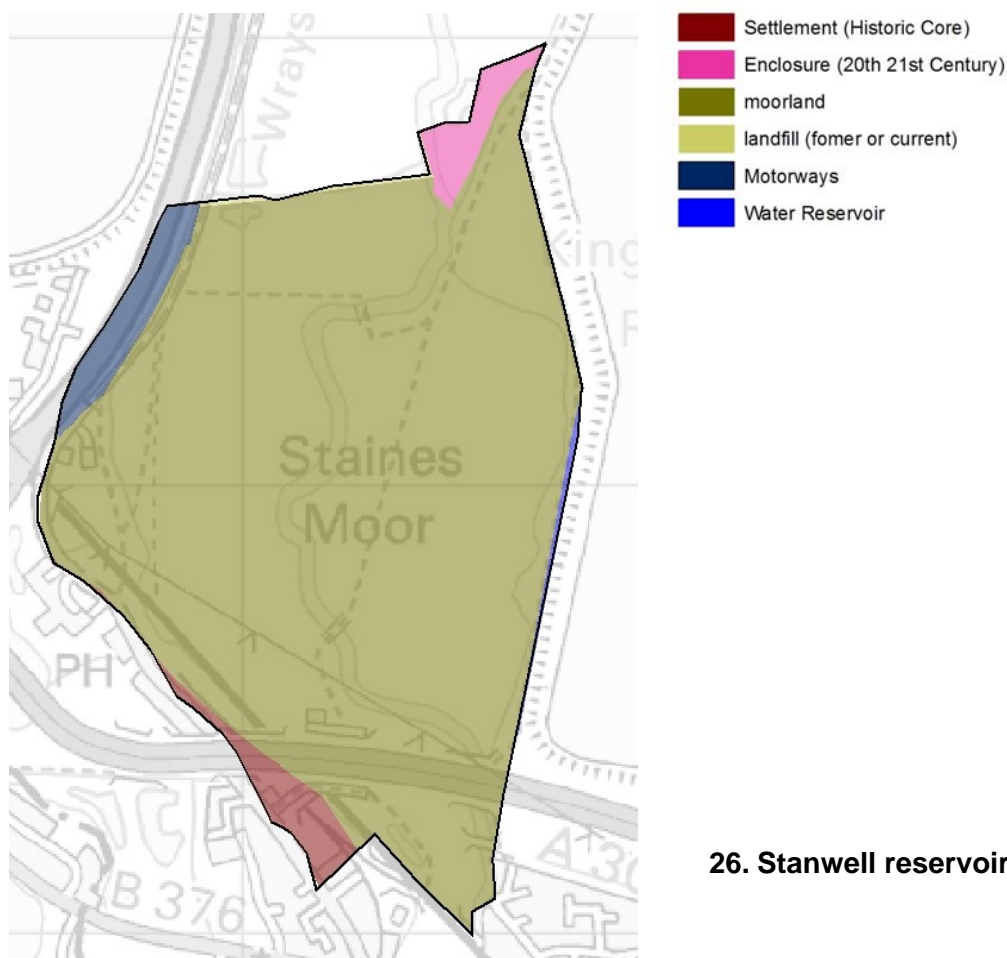 Settlement (Historic Core)
Enclosure (20th 21st Century)
moorland
landfill (fomer or current)
Motorways
Water Reservoir
Wrays
King
F
Staines
Moor
PH
A 30
B 376
26. Stanwell reservoir